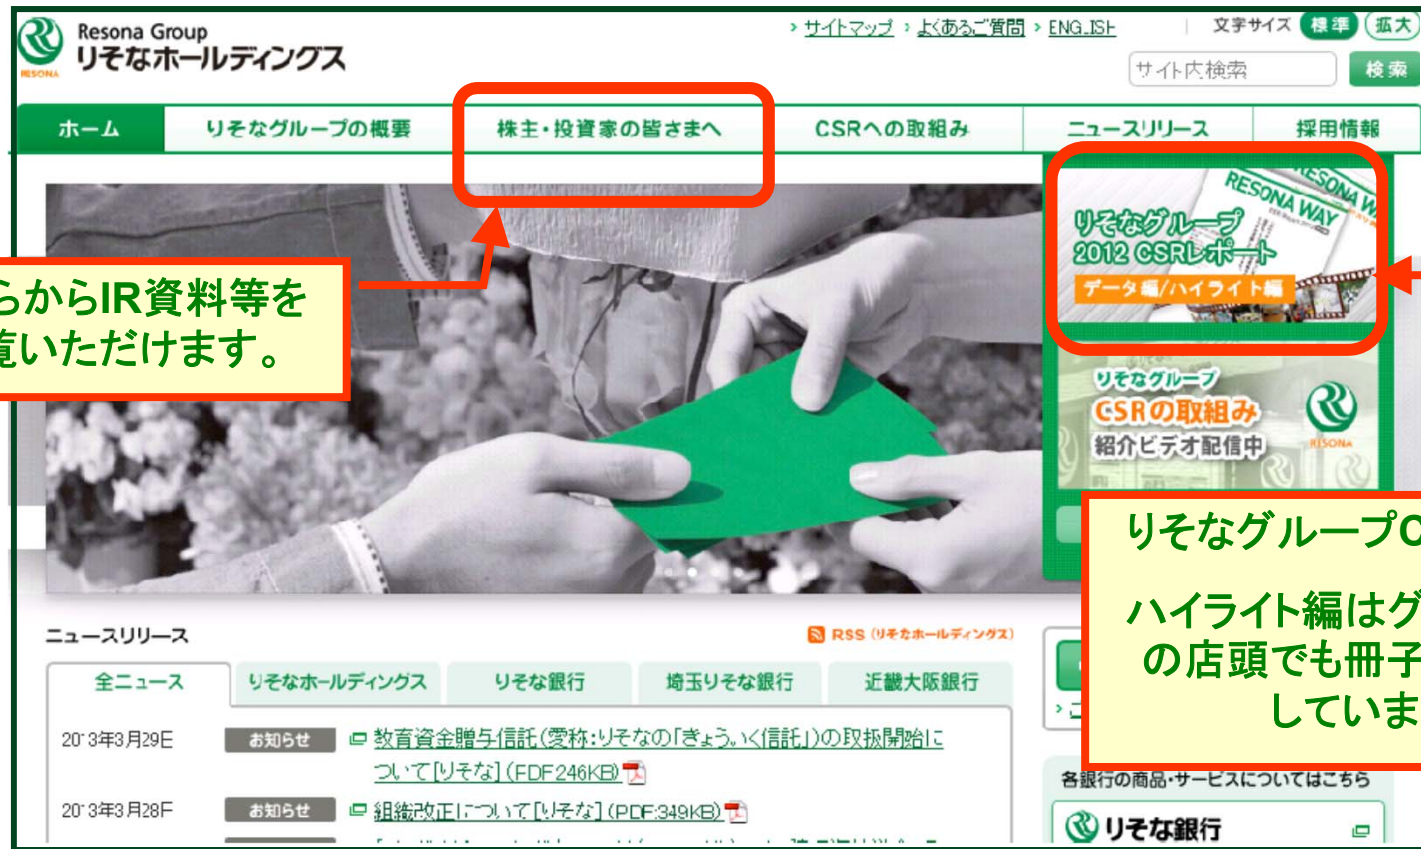 Resona Group
りそなホールディングス
RESONA
サイトマップ よくあるご質問 ENGLISH 文字サイズ 標準 拡大
サイト内検索 検索
ホーム りそなグループの概要 株主・投資家の皆さまへ CSRへの取組み ニュースリリース 採用情報
RESONA WAY
りそなグループ
2012 CSRレポート
データ編/ハイライト編
らからIR資料等を
覧いただけます。
りそなグループ
CSRの取組み
紹介ビデオ配信中
RESONA
りそなグループC
ハイライト編はグ
の店頭でも冊子
していま
ニュースリリース RSS (りそなホールディングス)
全ニュース りそなホールディングス りそな銀行 埼玉りそな銀行 近畿大阪銀行
2013年3月29日 お知らせ 教育資金贈与信託(愛称:りそなの「きょういく信託」)の取扱開始に
ついて[りそな] (PDF:246KB)
2013年3月28日 お知らせ 組織改正について[りそな] (PDF:349KB)
各銀行の商品・サービスについてはこちら
りそな銀行